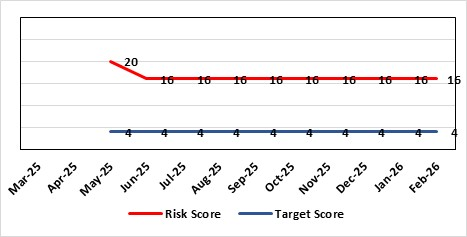 20
16 16 16 16 16 16 16 16 16
4 4 4 4 4 4 4 4 4 4
Mar-25 Apr-25 May-25 Jun-25 Jul-25 Aug-25 Sep-25 Oct-25 Nov-25 Dec-25 Jan-26 Feb-26
Risk Score Target Score